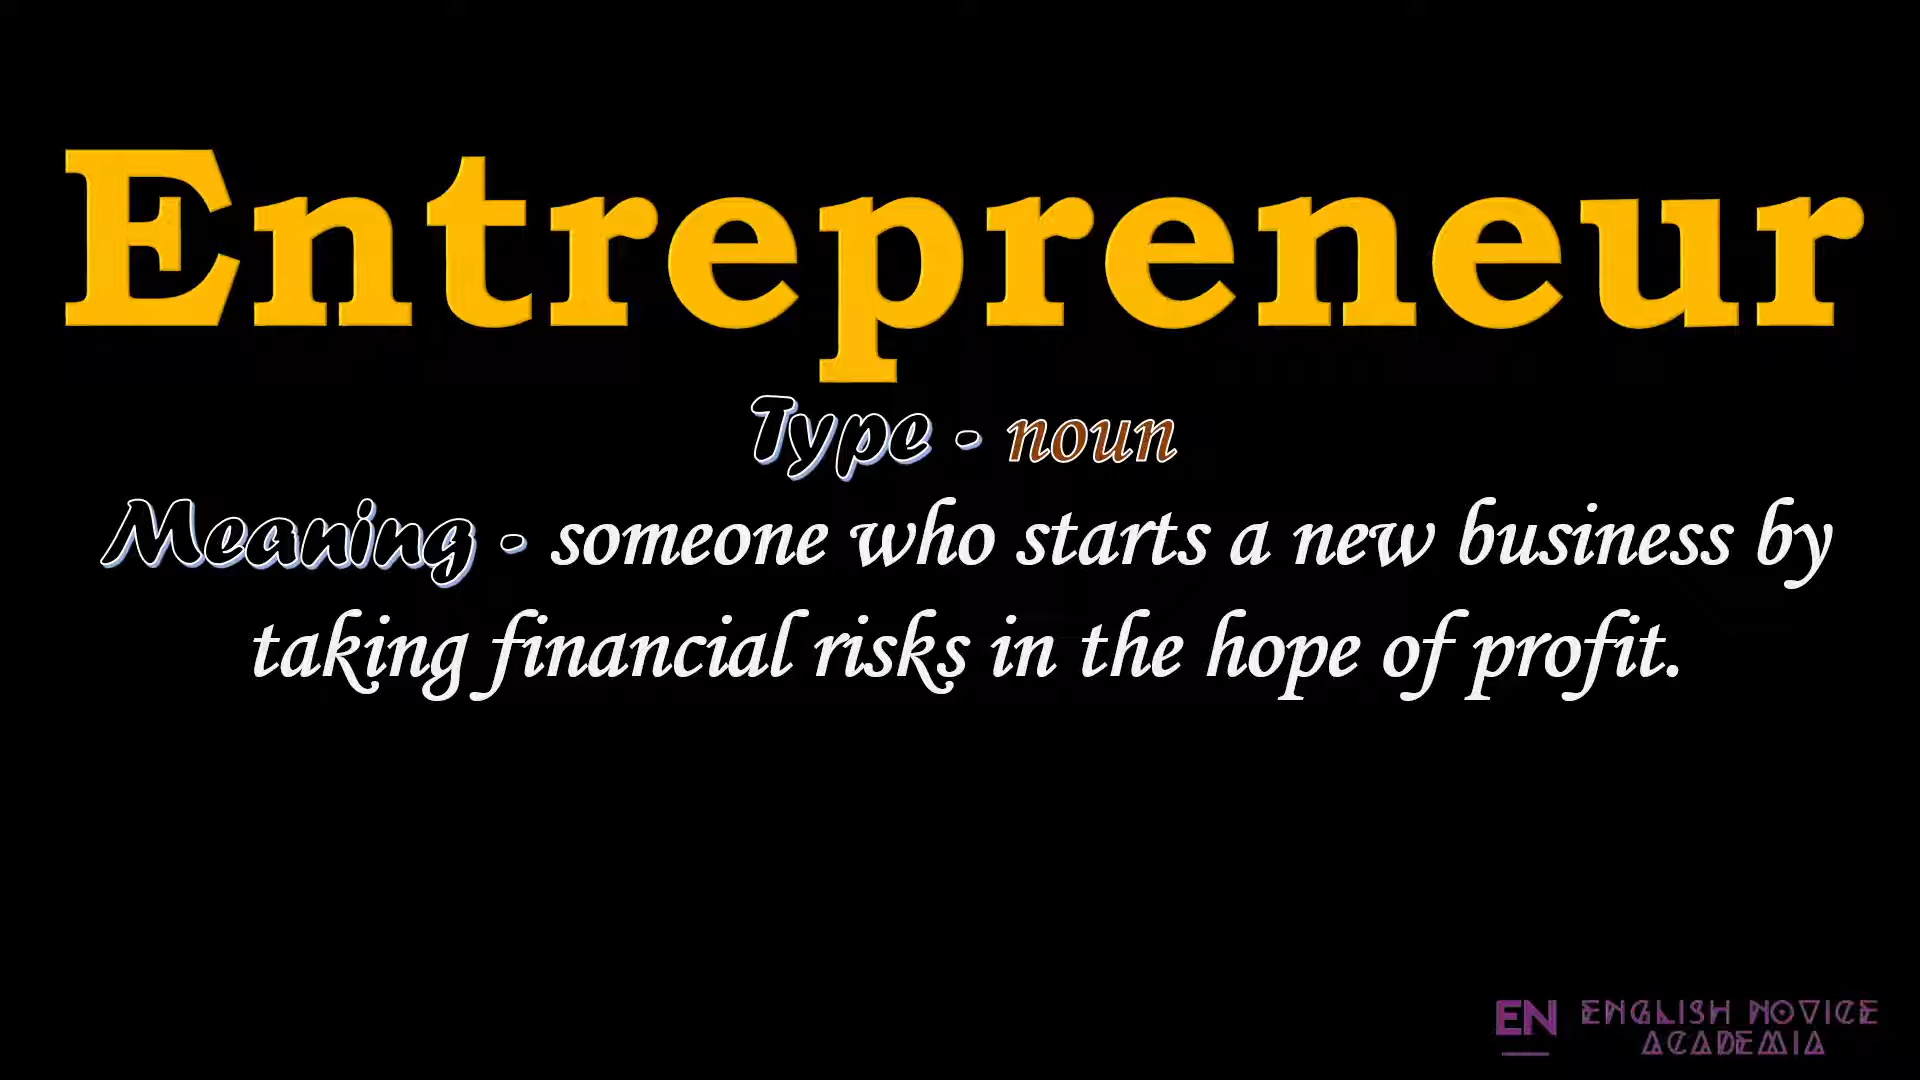 Entrepreneur
Type - noun
Meaning - someone who starts a new business by
taking financial risks in the hope of profit.
EN ENGLISH NOVICE
ACADEMIA